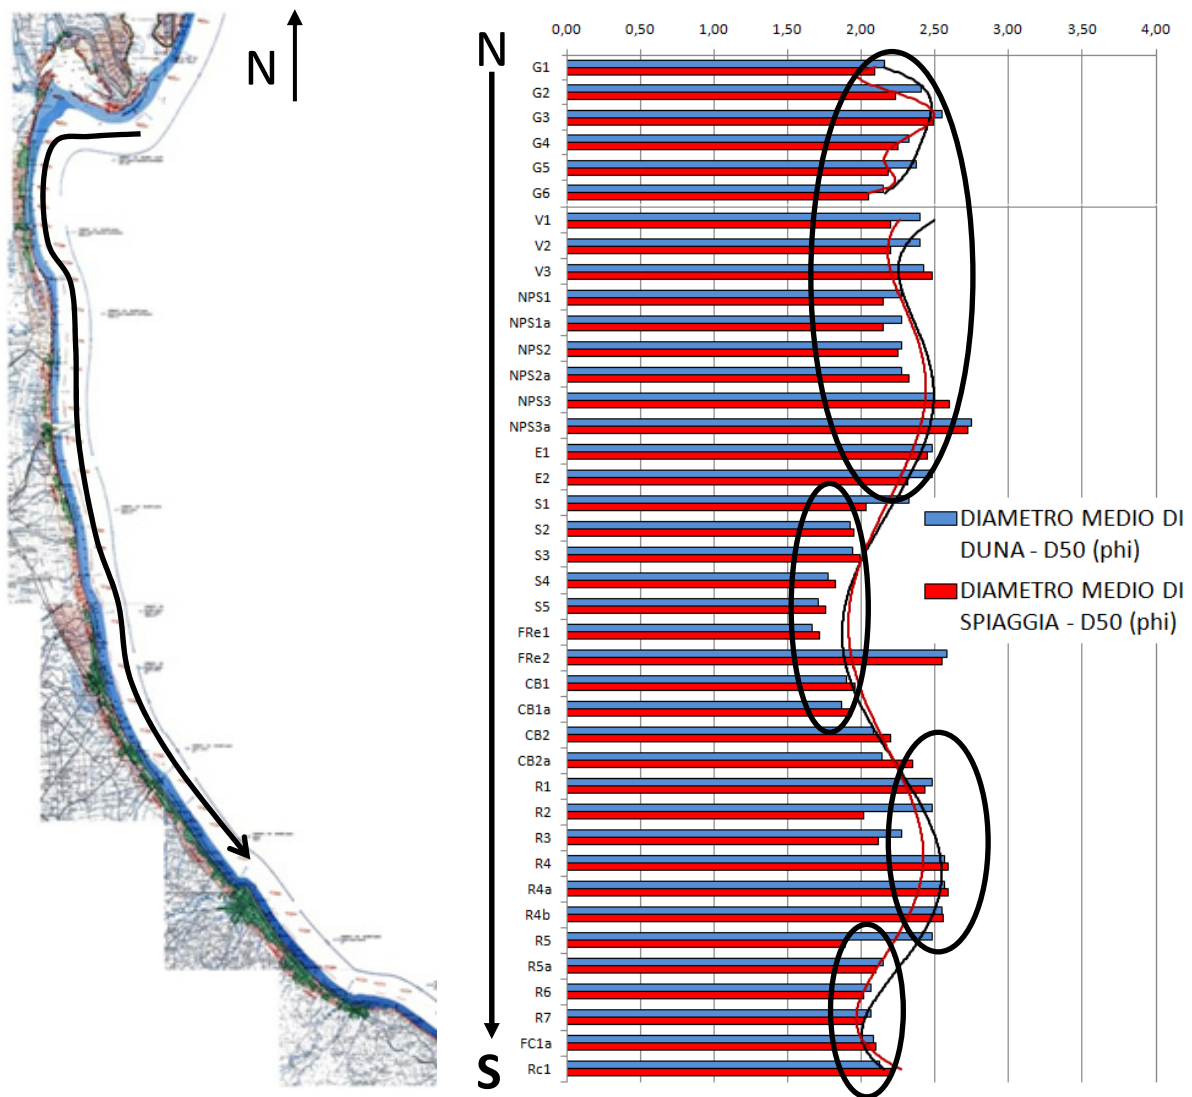 N
N
0,00 0,50 1,00 1,50 2,00 2,50 3,00 3,50 4,00
G1
G2
G3
G4
G5
G6
V1
V2
V3
NPS1
NPS1a
NPS2
NPS2a
NPS3
NPS3a
E1
E2
S1
S2
S3
S4
S5
FRe1
FRe2
CB1
CB1a
CB2
CB2a
R1
R2
R3
R4
R4a
R4b
R5
R5a
R6
R7
FC1a
Rc1
S
DIAMETRO MEDIO DI
DUNA - D50 (phi)
DIAMETRO MEDIO DI
SPIAGGIA - D50 (phi)